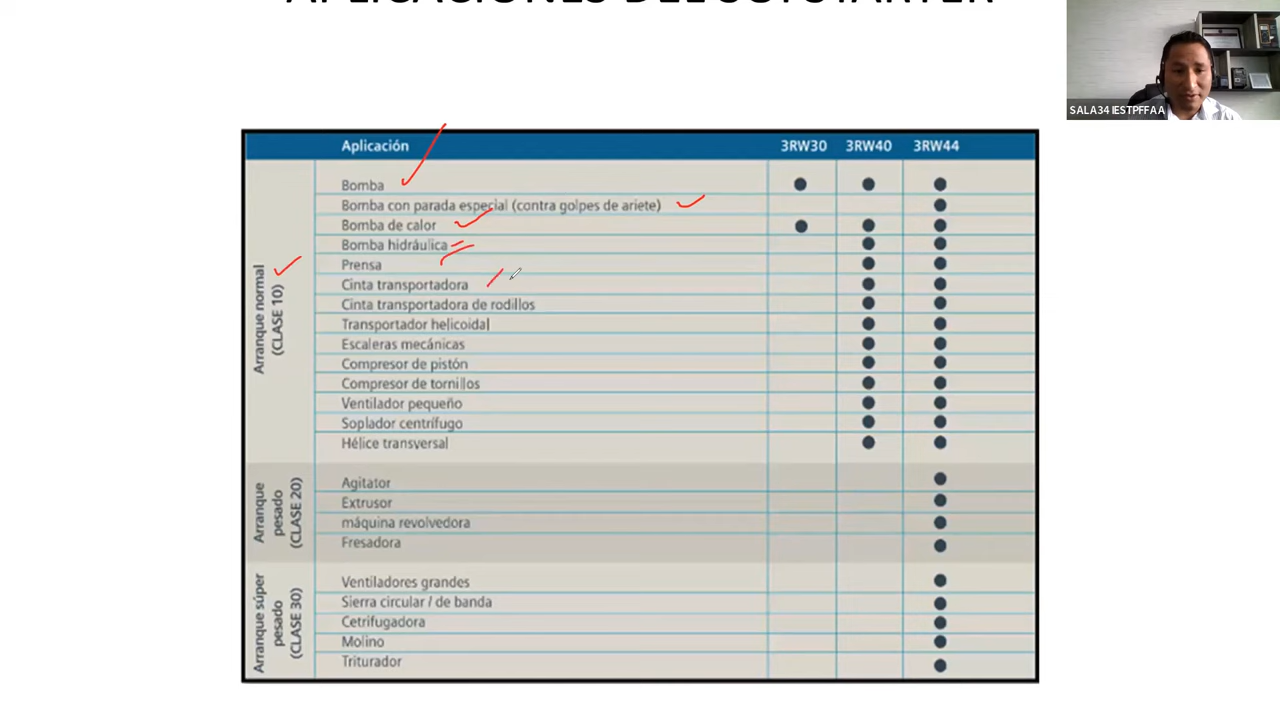 APLICACIONES DEL SOFSTARTER
SALA34 IESTPFFAA
Aplicación 3RW30 3RW40 3RW44
Arranque normal
(CLASE 10)
Bomba
Bomba con parada especial (contra golpes de ariete)
Bomba de calor
Bomba hidráulica
Prensa
Cinta transportadora
Cinta transportadora de rodillos
Transportador helicoidal
Escaleras mecánicas
Compresor de pistón
Compresor de tornillos
Ventilador pequeño
Soplador centrífugo
Hélice transversal
Arranque
pesado
(CLASE 20)
Agitator
Extrusor
máquina revolvedora
Fresadora
Arranque súper
pesado
(CLASE 30)
Ventiladores grandes
Sierra circular / de banda
Cetrifugadora
Molino
Triturador